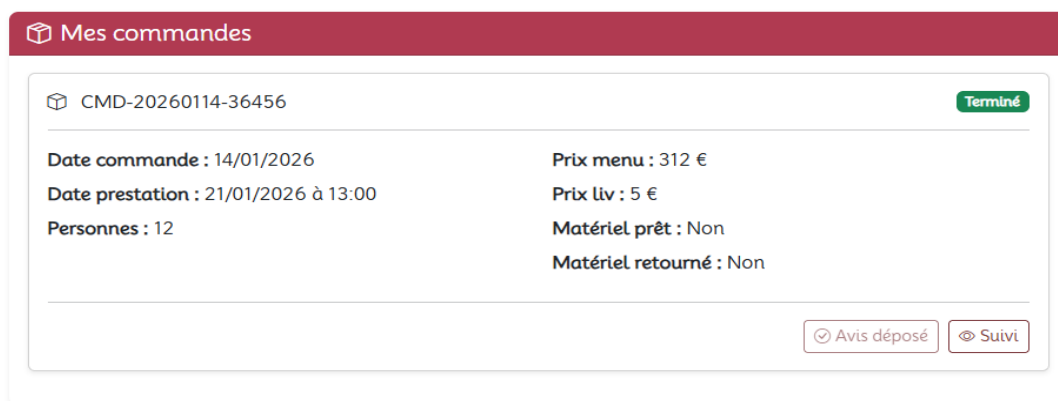 Mes commandes
CMD-20260114-36456
Terminé
Date commande : 14/01/2026
Date prestation : 21/01/2026 à 13:00
Personnes : 12
Prix menu : 312 €
Prix liv : 5 €
Matériel prêt : Non
Matériel retourné : Non
Avis déposé
Suivi